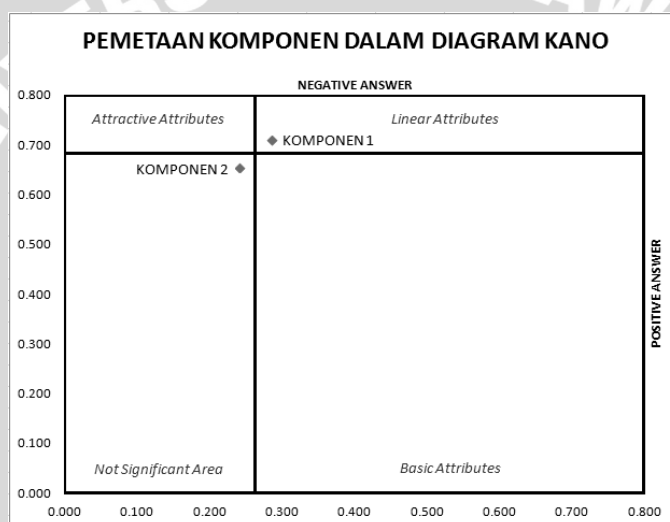 PEMETAAN KOMPONEN DALAM DIAGRAM KANO
NEGATIVE ANSWER
0.800
Attractive Attributes
Linear Attributes
0.700
KOMPONEN 1
KOMPONEN 2
0.600
0.500
POSITIVE ANSWER
0.400
0.300
0.200
0.100
Not Significant Area
Basic Attributes
0.000
0.000 0.100 0.200 0.300 0.400 0.500 0.600 0.700 0.800